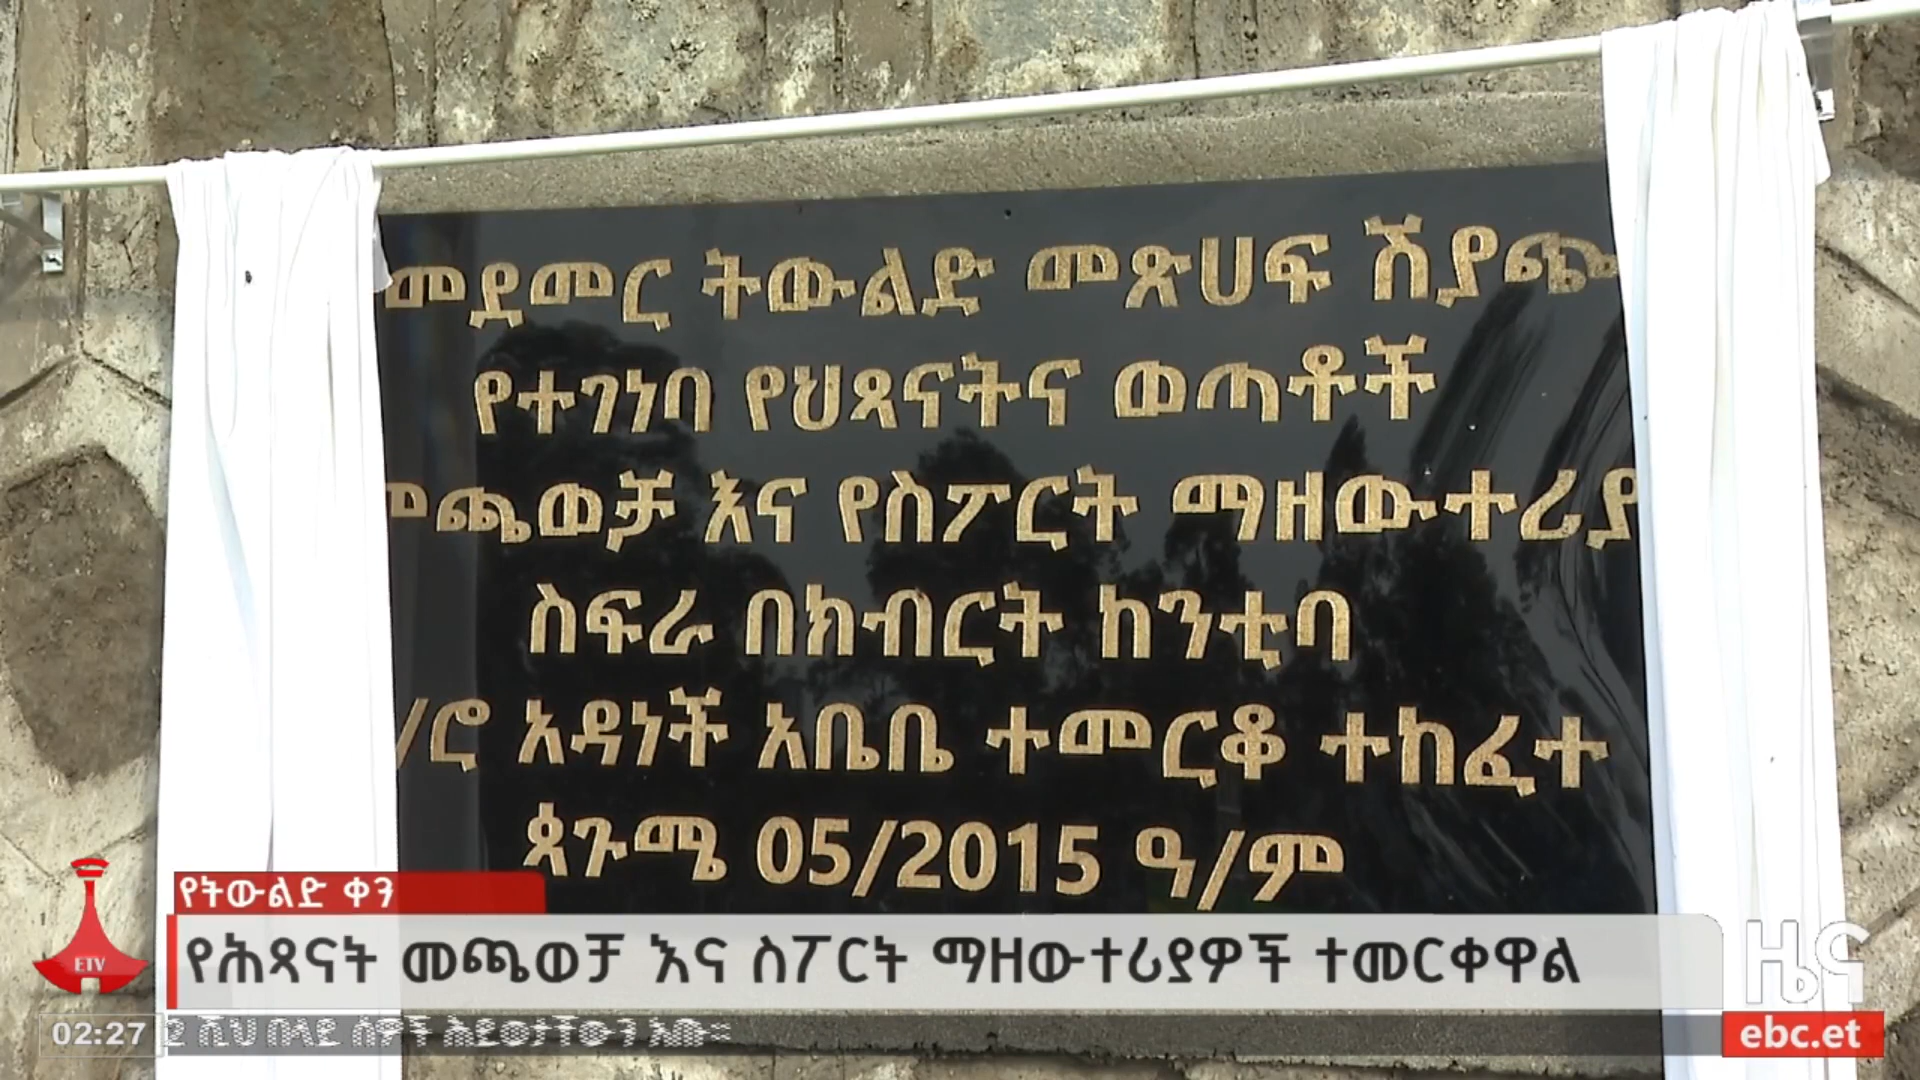 መደመር ትውልድ መጽሀፍ ሽያጭ
የተገነባ የህጻናትና ወጣቶች
መጫወቻ እና የስፖርት ማዘውተሪያ
ስፍራ በክብርት ከንቲባ
/ሮ አዳነች አቤቤ ተመርቆ ተከፈተ
ጳጉሜ 05/2015 ዓ/ም
የትውልድ ቀን
የሕጻናት መጫወቻ እና ስፖርት ማዘውተሪያዎች ተመርቀዋል
ETV
ዜና
02:27
ebc.et